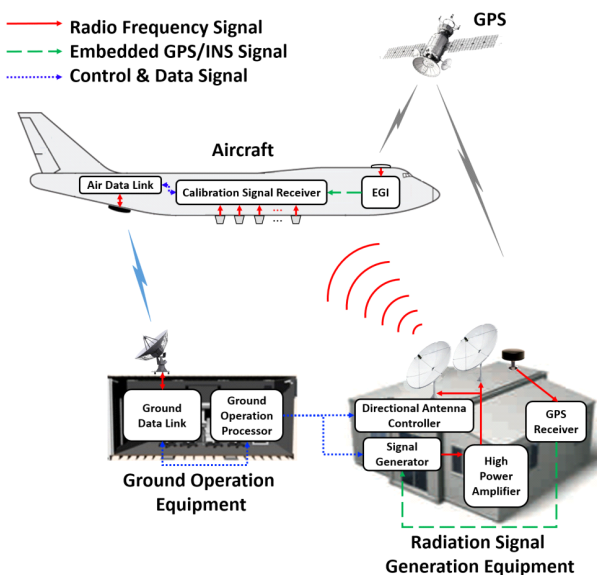 Radio Frequency Signal
Embedded GPS/INS Signal
Control & Data Signal
GPS
Aircraft
Air Data Link
Calibration Signal Receiver
EGI
...
...
Ground
Data Link
Ground
Operation
Processor
Directional Antenna
Controller
GPS
Receiver
Signal
Generator
High
Power
Amplifier
Ground Operation
Equipment
Radiation Signal
Generation Equipment